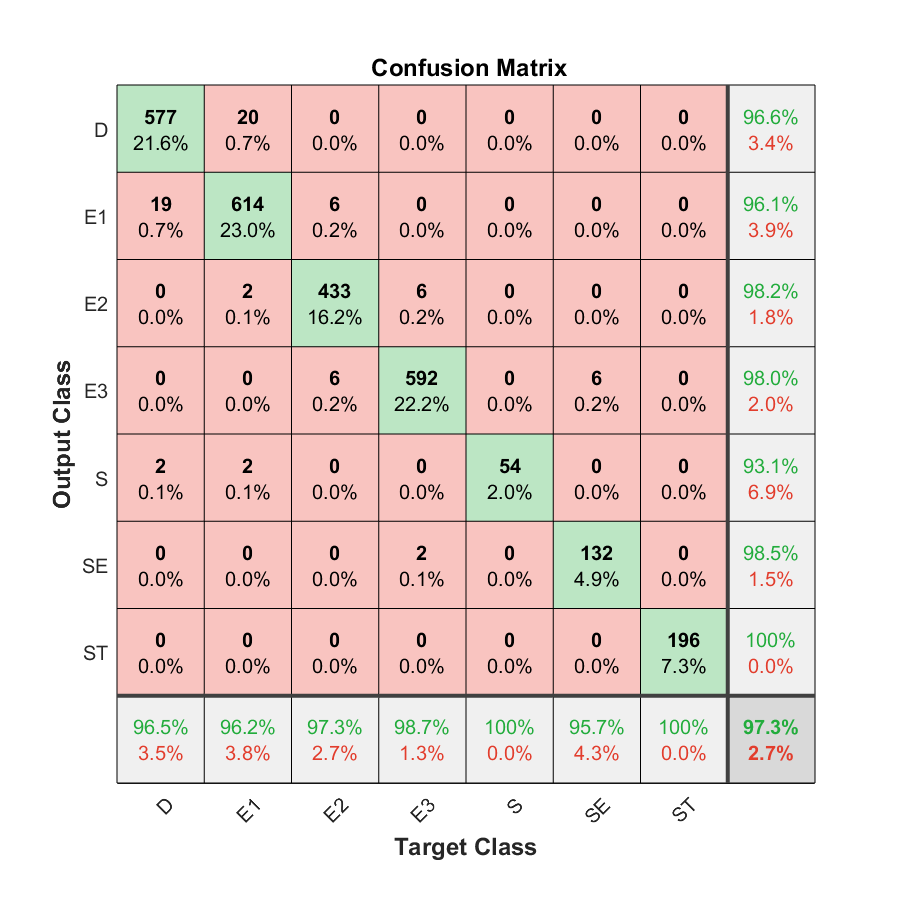 Confusion Matrix
577 20 0 0 0 0 0 96.6%
D
21.6% 0.7% 0.0% 0.0% 0.0% 0.0% 0.0% 3.4%
19 614 6 0 0 0 0 96.1%
E1
0.7% 23.0% 0.2% 0.0% 0.0% 0.0% 0.0% 3.9%
0 2 433 6 0 0 0 98.2%
E2
0.0% 0.1% 16.2% 0.2% 0.0% 0.0% 0.0% 1.8%
0 0 6 592 0 6 0 98.0%
E3
0.0% 0.0% 0.2% 22.2% 0.0% 0.2% 0.0% 2.0%
Output Class
2 2 0 0 54 0 0 93.1%
S
0.1% 0.1% 0.0% 0.0% 2.0% 0.0% 0.0% 6.9%
0 0 0 2 0 132 0 98.5%
SE
0.0% 0.0% 0.0% 0.1% 0.0% 4.9% 0.0% 1.5%
0 0 0 0 0 0 196 100%
ST
0.0% 0.0% 0.0% 0.0% 0.0% 0.0% 7.3% 0.0%
96.5% 96.2% 97.3% 98.7% 100% 95.7% 100% 97.3%
3.5% 3.8% 2.7% 1.3% 0.0% 4.3% 0.0% 2.7%
D E1 E2 E3 S SE ST
Target Class